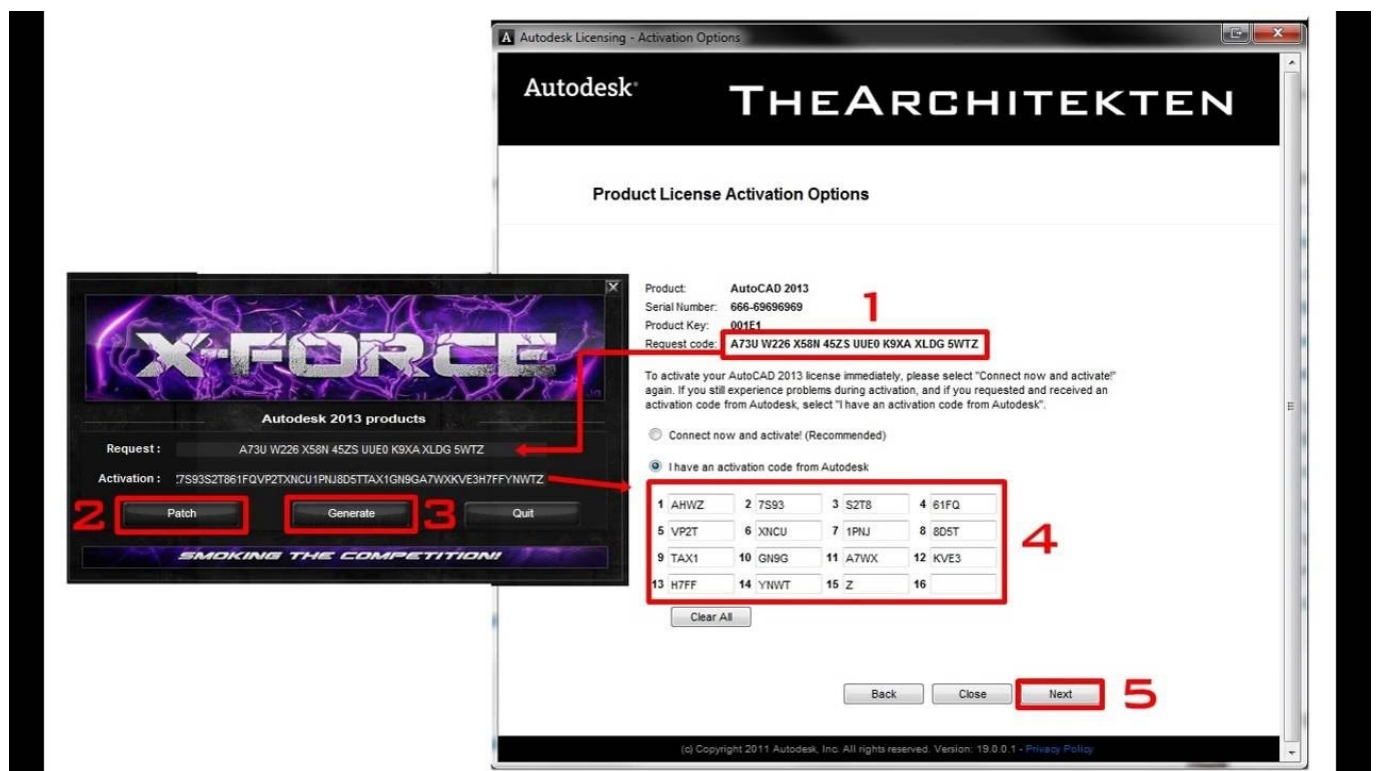 Autodesk Licensing - Activation Options
Autodesk
THEARCHITEKTEN
Product License Activation Options
Product: AutoCAD 2013
Serial Number: 666-69696969
Product Key: 001E1
1
Request code: A73U W226 X58N 45ZS UUE0 K9XA XLDG 5WTZ
To activate your AutoCAD 2013 license immediately, please select "Connect now and activate!"
again. If you still experience problems during activation, and if you requested and received an
activation code from Autodesk, select "I have an activation code from Autodesk".
Connect now and activate! (Recommended)
I have an activation code from Autodesk
1 AHWZ 2 7S93 3 S2T8 4 61FQ
5 VP2T 6 XNCU 7 1PNJ 8 8D5T
9 TAX1 10 GN9G 11 A7WX 12 KVE3
13 H7FF 14 YNWT 15 Z 16
4
Clear All
Back Close Next
5
(c) Copyright 2011 Autodesk, Inc. All rights reserved. Version: 19.0.0.1 - Privacy Policy
X-FORCE
Autodesk 2013 products
Request : A73U W226 X58N 45ZS UUE0 K9XA XLDG 5WTZ
Activation : 7S93S2T861FQVP2TXNCU1PNJ8D5TTAX1GN9GA7WXKVE3H7FFYNWTZ
2 Patch Generate 3 Quit
SMOKING THE COMPETITION!